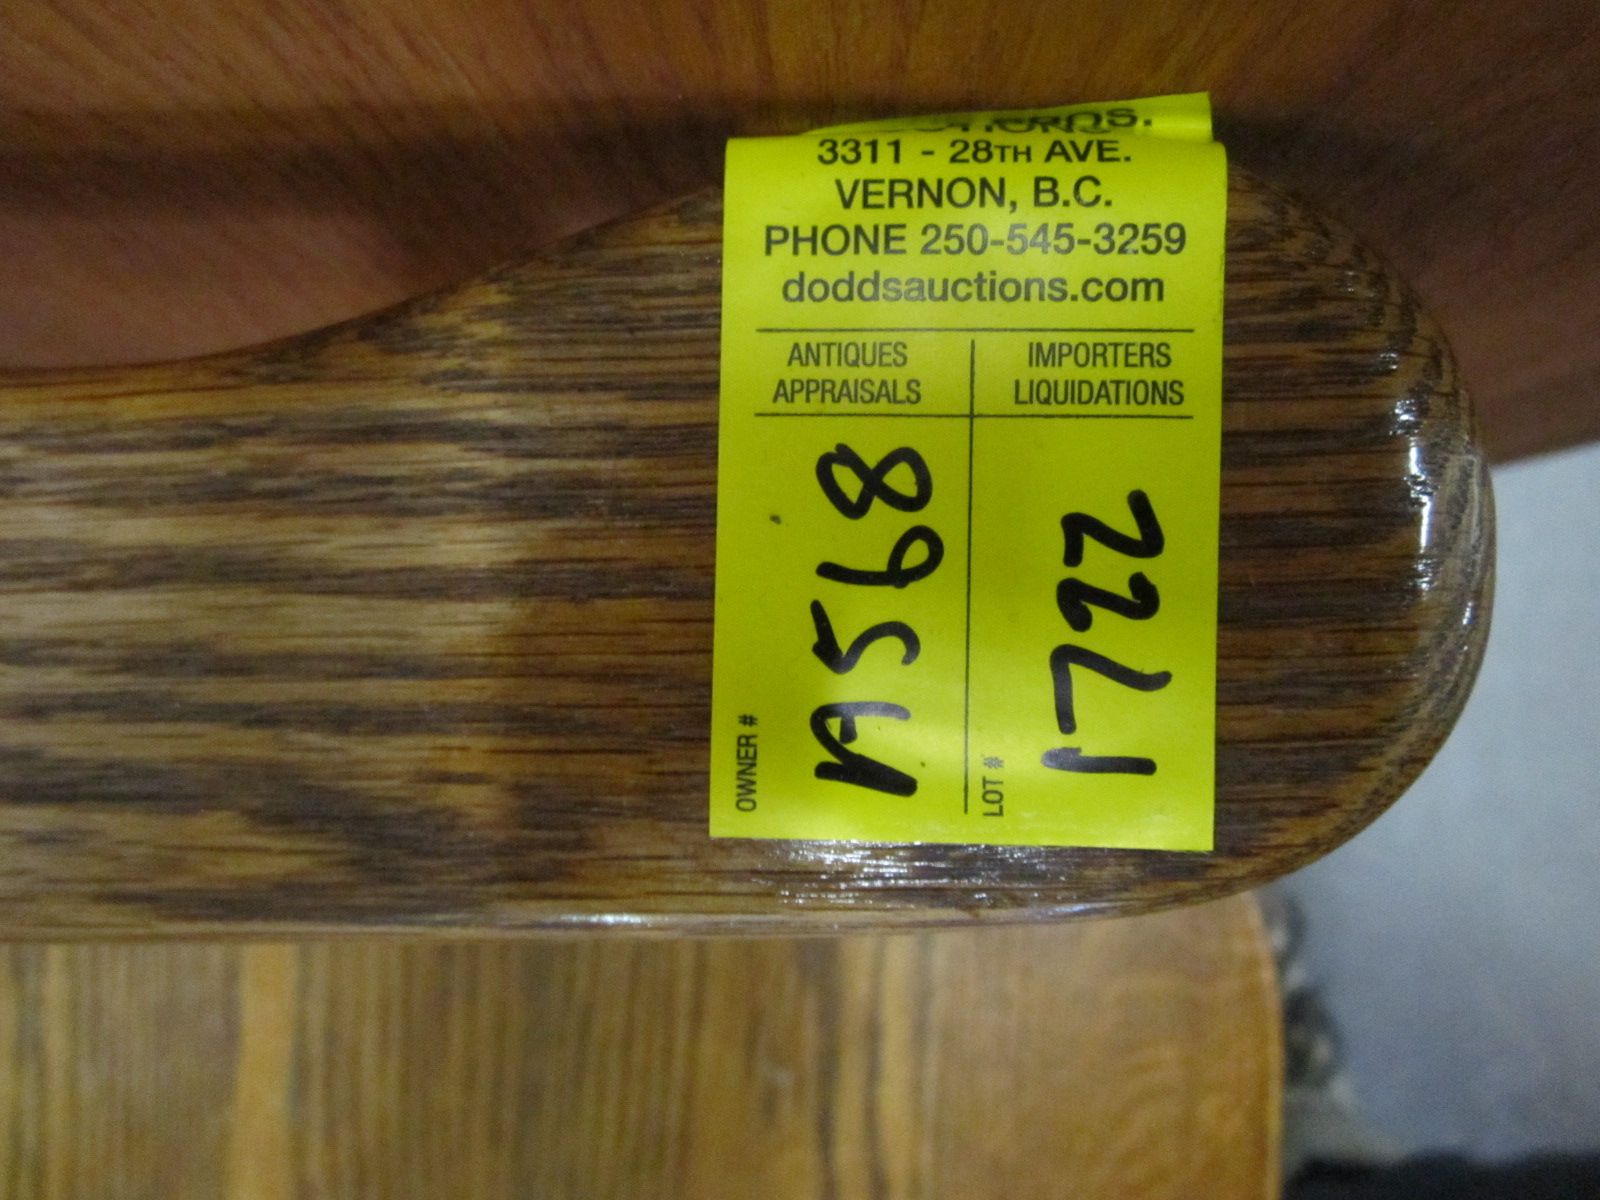 3311 - 28TH AVE.
VERNON, B.C.
PHONE 250-545-3259
doddsauctions.com
ANTIQUES
APPRAISALS
IMPORTERS
LIQUIDATIONS
OWNER #
A568
LOT #
1722